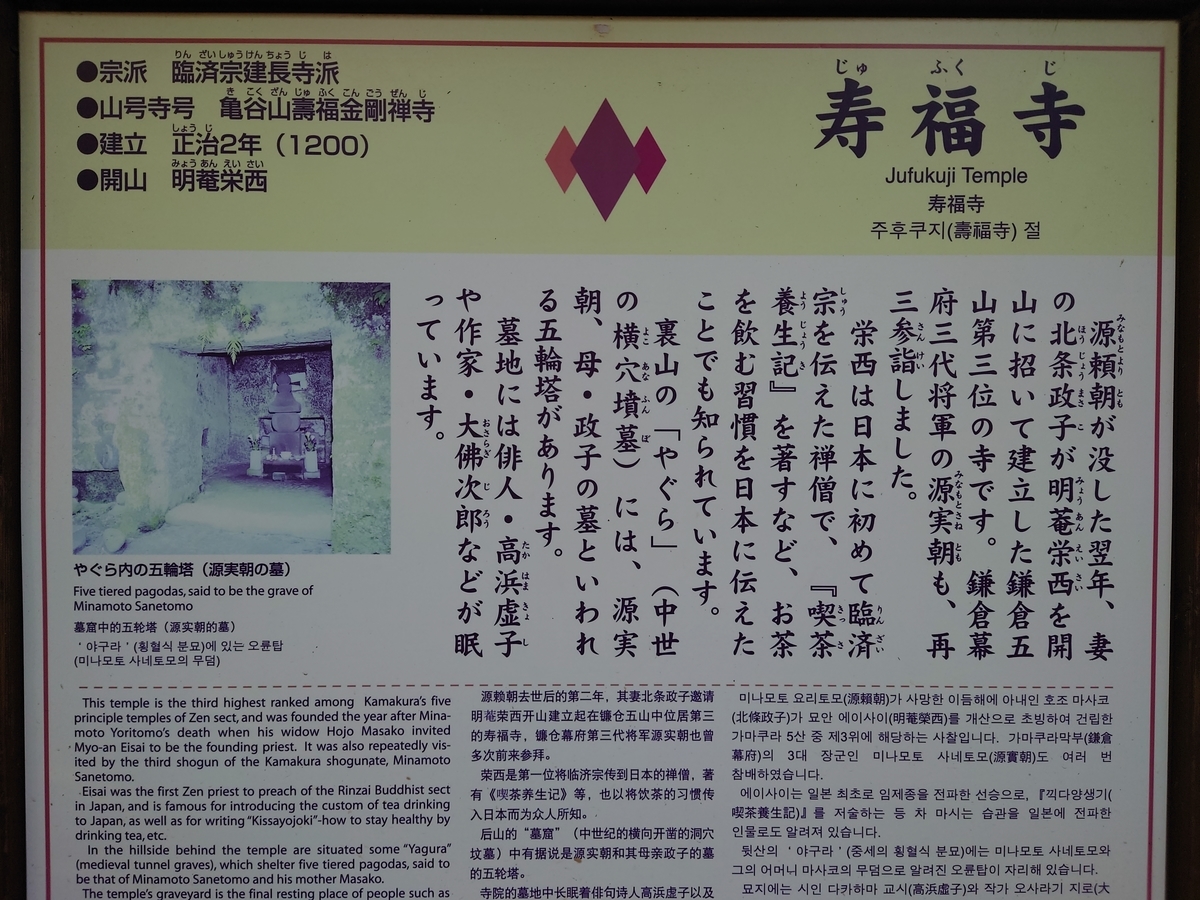 ●宗派 臨済宗建長寺派
●山号寺号 亀谷山壽福金剛禅寺
●建立 正治2年（1200）
●開山 明菴栄西
寿福寺
Jufukuji Temple
寿福寺
주후쿠지(壽福寺) 절
源頼朝が没した翌年、妻
の北条政子が明菴栄西を開
山に招いて建立した鎌倉五
山第三位の寺です。鎌倉幕
府三代将軍の源実朝も、再
三参詣しました。
栄西は日本に初めて臨済
宗を伝えた禅僧で、『喫茶
養生記』を著すなど、お茶
を飲む習慣を日本に伝えた
ことでも知られています。
裏山の「やぐら」（中世
の横穴墳墓）には、源実
朝、母・政子の墓といわれ
る五輪塔があります。
墓地には俳人・高浜虚子
や作家・大佛次郎などが眠
っています。
やぐら内の五輪塔（源実朝の墓）
Five tiered pagodas, said to be the grave of
Minamoto Sanetomo
墓窟中的五轮塔（源实朝的墓）
＇야구라＇(횡혈식 분묘)에 있는 오륜탑
(미나모토 사네토모의 무덤)
This temple is the third highest ranked among Kamakura's five
principle temples of Zen sect, and was founded the year after Mina-
moto Yoritomo's death when his widow Hojo Masako invited
Myo-an Eisai to be the founding priest. It was also repeatedly vis-
ited by the third shogun of the Kamakura shogunate, Minamoto
Sanetomo.
Eisai was the first Zen priest to preach of the Rinzai Buddhist sect
in Japan, and is famous for introducing the custom of tea drinking
to Japan, as well as for writing "Kissayojoki"-how to stay healthy by
drinking tea, etc.
In the hillside behind the temple are situated some "Yagura"
(medieval tunnel graves), which shelter five tiered pagodas, said to
be that of Minamoto Sanetomo and his mother Masako.
The temple's graveyard is the final resting place of people such as
源赖朝去世后的第二年，其妻北条政子邀请
明菴荣西开山建立起在镰仓五山中位居第三
的寿福寺，镰仓幕府第三代将军源实朝也曾
多次前来参拜。
荣西是第一位将临济宗传到日本的禅僧，著
有《喫茶养生记》等，也以将饮茶的习惯传
入日本而为众人所知。
后山的“墓窟”（中世纪的横向开凿的洞穴
坟墓）中有据说是源实朝和其母亲政子的墓
的五轮塔。
寺院的墓地中长眠着俳句诗人高浜虚子以及
미나모토 요리토모(源賴朝)가 사망한 이듬해에 아내인 호조 마사코
(北條政子)가 묘안 에이사이(明菴榮西)를 개산으로 초빙하여 건립한
가마쿠라 5산 중 제3위에 해당하는 사찰입니다. 가마쿠라막부(鎌倉
幕府)의 3대 장군인 미나모토 사네토모(源實朝)도 여러 번
참배하였습니다.
에이사이는 일본 최초로 임제종을 전파한 선승으로, 『끽다양생기(
喫茶養生記)』를 저술하는 등 차 마시는 습관을 일본에 전파한
인물로도 알려져 있습니다.
뒷산의 ＇야구라＇(중세의 횡혈식 분묘)에는 미나모토 사네토모와
그의 어머니 마사코의 무덤으로 알려진 오륜탑이 자리해 있습니다.
묘지에는 시인 다카하마 교시(高浜虛子)와 작가 오사라기 지로(大